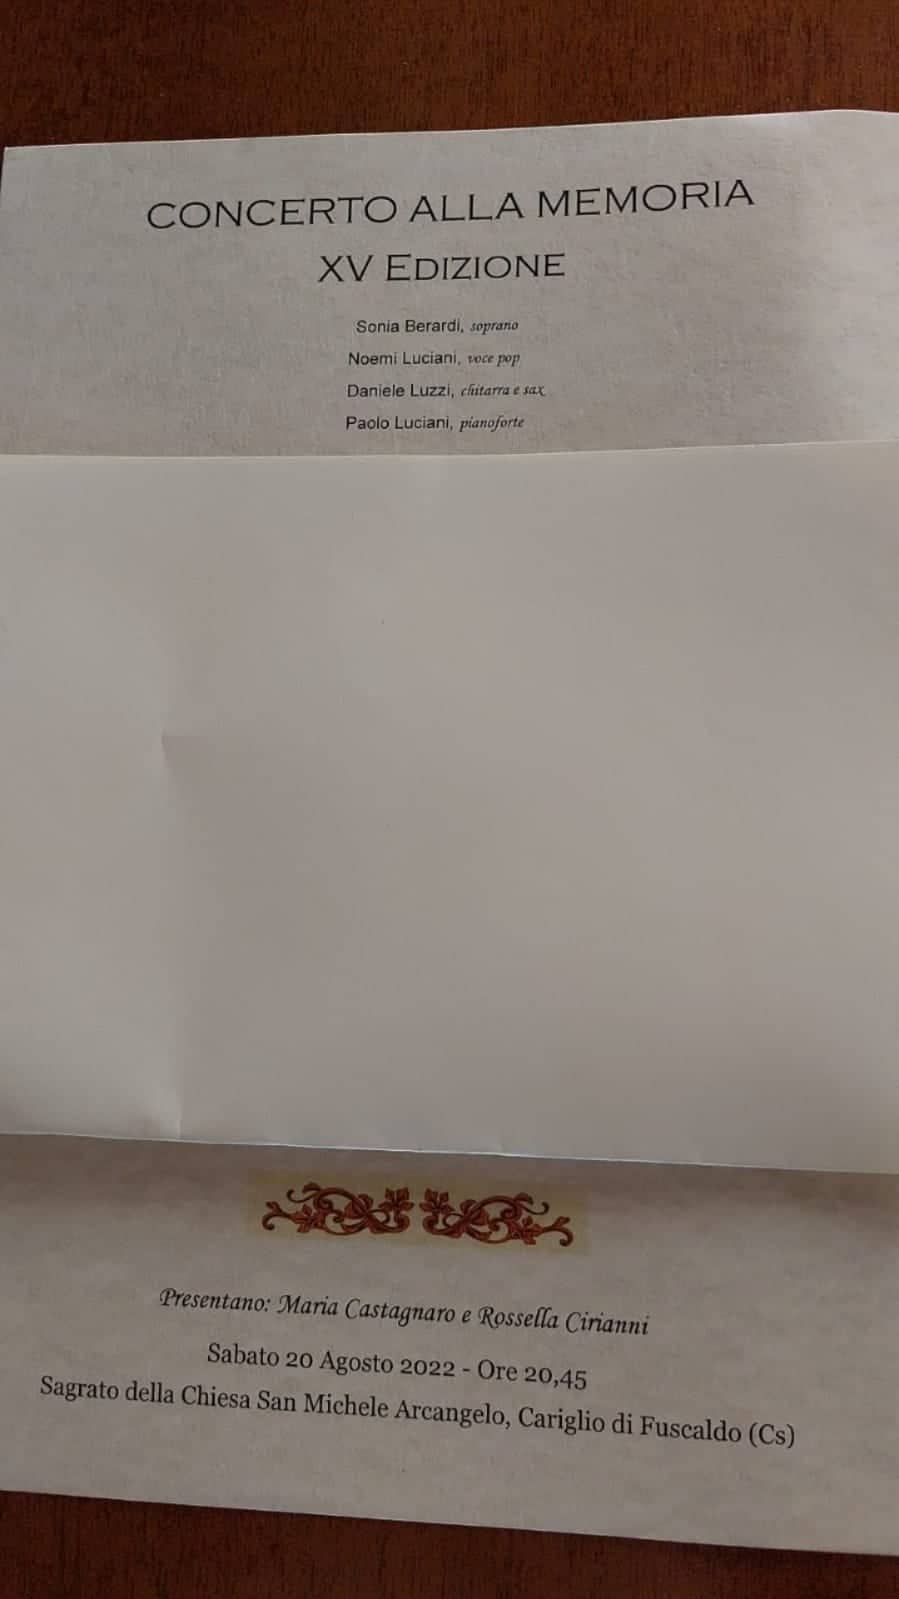 CONCERTO ALLA MEMORIA
XV EDIZIONE
Sonia Berardi, soprano
Noemi Luciani, voce pop
Daniele Luzzi, chitarra e sax
Paolo Luciani, pianoforte
Presentano: Maria Castagnaro e Rossella Cirianni
Sabato 20 Agosto 2022 - Ore 20,45
Sagrato della Chiesa San Michele Arcangelo, Cariglio di Fuscaldo (Cs)